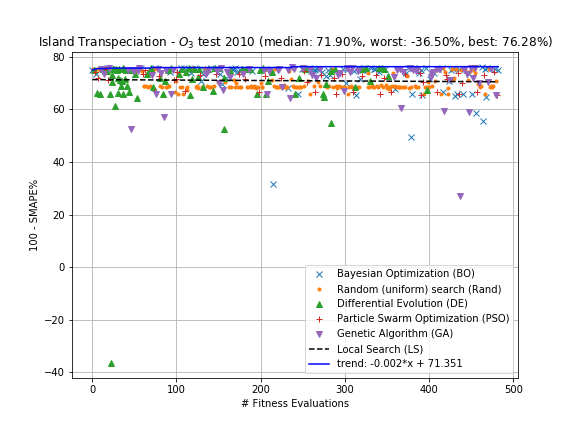 Island Transpeciation - O₃ test 2010 (median: 71.90%, worst: -36.50%, best: 76.28%)
80
60
40
20
0
−20
−40
100 - SMAPE%
Bayesian Optimization (BO)
Random (uniform) search (Rand)
Differential Evolution (DE)
Particle Swarm Optimization (PSO)
Genetic Algorithm (GA)
Local Search (LS)
trend: -0.002*x + 71.351
0 100 200 300 400 500
# Fitness Evaluations